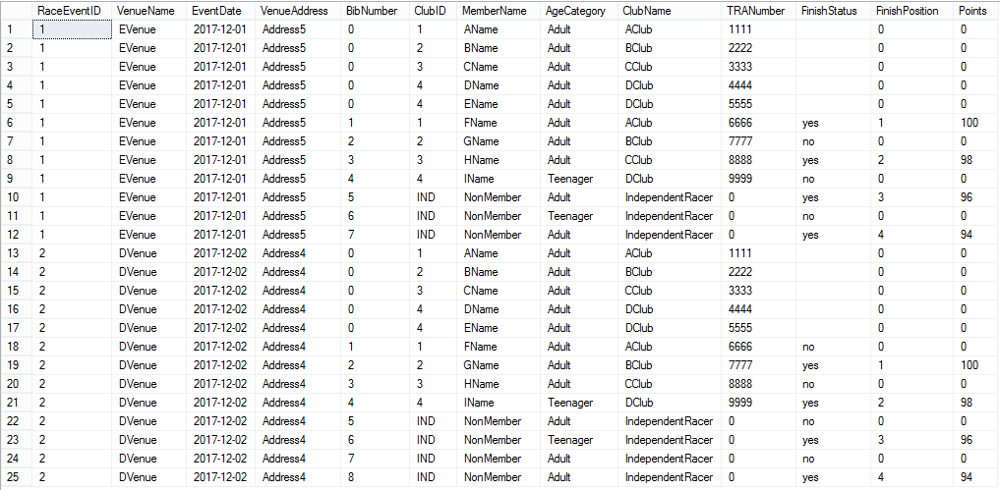 RaceEventID VenueName EventDate VenueAddress BibNumber ClubID MemberName AgeCategory ClubName TRANumber FinishStatus FinishPosition Points
1 1 EVenue 2017-12-01 Address5 0 1 AName Adult AClub 1111 0 0
2 1 EVenue 2017-12-01 Address5 0 2 BName Adult BClub 2222 0 0
3 1 EVenue 2017-12-01 Address5 0 3 CName Adult CClub 3333 0 0
4 1 EVenue 2017-12-01 Address5 0 4 DName Adult DClub 4444 0 0
5 1 EVenue 2017-12-01 Address5 0 4 EName Adult DClub 5555 0 0
6 1 EVenue 2017-12-01 Address5 1 1 FName Adult AClub 6666 yes 1 100
7 1 EVenue 2017-12-01 Address5 2 2 GName Adult BClub 7777 no 0 0
8 1 EVenue 2017-12-01 Address5 3 3 HName Adult CClub 8888 yes 2 98
9 1 EVenue 2017-12-01 Address5 4 4 IName Teenager DClub 9999 no 0 0
10 1 EVenue 2017-12-01 Address5 5 IND NonMember Adult IndependentRacer 0 yes 3 96
11 1 EVenue 2017-12-01 Address5 6 IND NonMember Teenager IndependentRacer 0 no 0 0
12 1 EVenue 2017-12-01 Address5 7 IND NonMember Adult IndependentRacer 0 yes 4 94
13 2 DVenue 2017-12-02 Address4 0 1 AName Adult AClub 1111 0 0
14 2 DVenue 2017-12-02 Address4 0 2 BName Adult BClub 2222 0 0
15 2 DVenue 2017-12-02 Address4 0 3 CName Adult CClub 3333 0 0
16 2 DVenue 2017-12-02 Address4 0 4 DName Adult DClub 4444 0 0
17 2 DVenue 2017-12-02 Address4 0 4 EName Adult DClub 5555 0 0
18 2 DVenue 2017-12-02 Address4 1 1 FName Adult AClub 6666 no 0 0
19 2 DVenue 2017-12-02 Address4 2 2 GName Adult BClub 7777 yes 1 100
20 2 DVenue 2017-12-02 Address4 3 3 HName Adult CClub 8888 no 0 0
21 2 DVenue 2017-12-02 Address4 4 4 IName Teenager DClub 9999 yes 2 98
22 2 DVenue 2017-12-02 Address4 5 IND NonMember Adult IndependentRacer 0 no 0 0
23 2 DVenue 2017-12-02 Address4 6 IND NonMember Teenager IndependentRacer 0 yes 3 96
24 2 DVenue 2017-12-02 Address4 7 IND NonMember Adult IndependentRacer 0 no 0 0
25 2 DVenue 2017-12-02 Address4 8 IND NonMember Adult IndependentRacer 0 yes 4 94